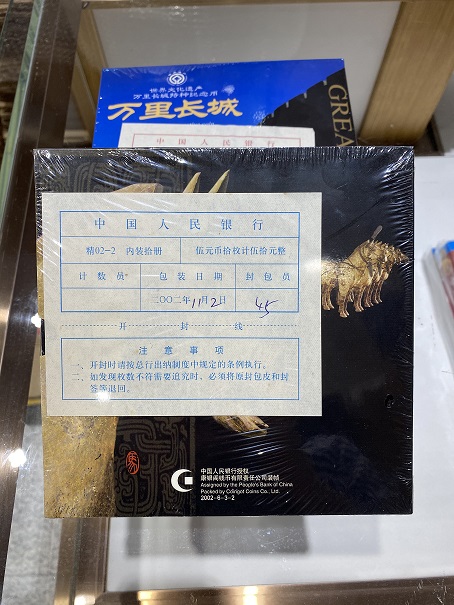 世界文化遗产
万里长城特种纪念币
万里长城
GREA
中国人民银行
中国人民银行
精02-2 内装拾册
伍元币拾枚计伍拾元整
计数员
包装日期
封包员
二〇〇二年11月2日
45
开封线
注意事项
一、开封时请按总行出纳制度中规定的条例执行。
二、如发现枚数不符需要追究时，必须将原封包皮和封
签等退回。
中国人民银行授权
康银阁钱币有限责任公司装帧
Assigned by the People's Bank of China
Packed by Cdingot Coins Co., Ltd.
2002-6-3-2